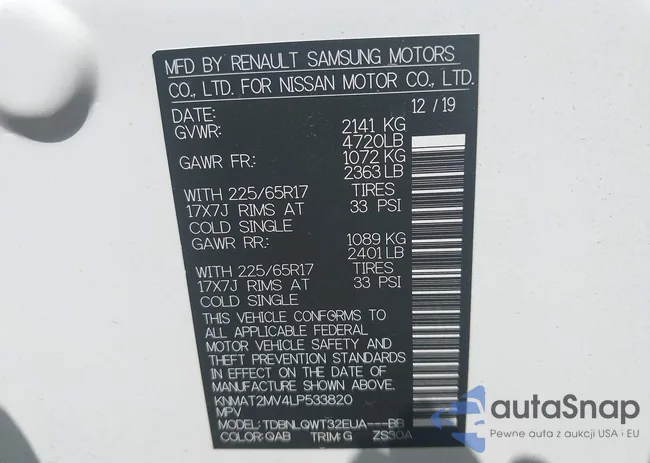 MFD BY RENAULT SAMSUNG MOTORS
CO., LTD. FOR NISSAN MOTOR CO., LTD.
DATE: 12 / 19
GVWR: 2141 KG
4720LB
GAWR FR: 1072 KG
2363 LB
WITH 225/65R17 TIRES
17X7J RIMS AT 33 PSI
COLD SINGLE
GAWR RR: 1089 KG
2401 LB
WITH 225/65R17 TIRES
17X7J RIMS AT 33 PSI
COLD SINGLE
THIS VEHICLE CONFORMS TO
ALL APPLICABLE FEDERAL
MOTOR VEHICLE SAFETY AND
THEFT PREVENTION STANDARDS
IN EFFECT ON THE DATE OF
MANUFACTURE SHOWN ABOVE.
KNMAT2MV4LP533820
MPV
MODEL: TDBNLQWT32EUA---BB
COLOR: QAB TRIM: G ZS30A
autoSnap
Pewne auta z aukcji USA i EU